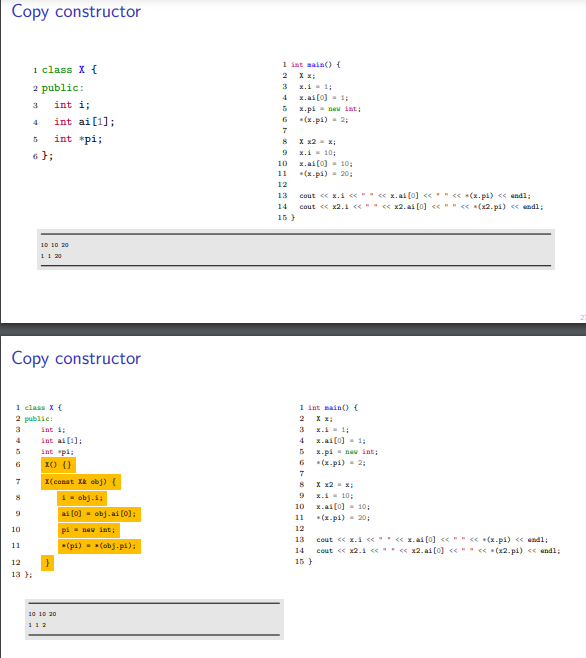 Copy constructor
1 class X {
2 public:
3 int i;
4 int ai[1];
5 int *pi;
6 };
1 int main() {
2 X x;
3 x.i = 1;
4 x.ai[0] = 1;
5 x.pi = new int;
6 *(x.pi) = 2;
7
8 X x2 = x;
9 x.i = 10;
10 x.ai[0] = 10;
11 *(x.pi) = 20;
12
13 cout << x.i << " " << x.ai[0] << " " << *(x.pi) << endl;
14 cout << x2.i << " " << x2.ai[0] << " " << *(x2.pi) << endl;
15 }
10 10 20
1 1 20
Copy constructor
1 class X {
2 public:
3 int i;
4 int ai[1];
5 int *pi;
6 X() {}
7 X(const X& obj) {
8 i = obj.i;
9 ai[0] = obj.ai[0];
10 pi = new int;
11 *(pi) = *(obj.pi);
12 }
13 };
1 int main() {
2 X x;
3 x.i = 1;
4 x.ai[0] = 1;
5 x.pi = new int;
6 *(x.pi) = 2;
7
8 X x2 = x;
9 x.i = 10;
10 x.ai[0] = 10;
11 *(x.pi) = 20;
12
13 cout << x.i << " " << x.ai[0] << " " << *(x.pi) << endl;
14 cout << x2.i << " " << x2.ai[0] << " " << *(x2.pi) << endl;
15 }
10 10 20
1 1 2